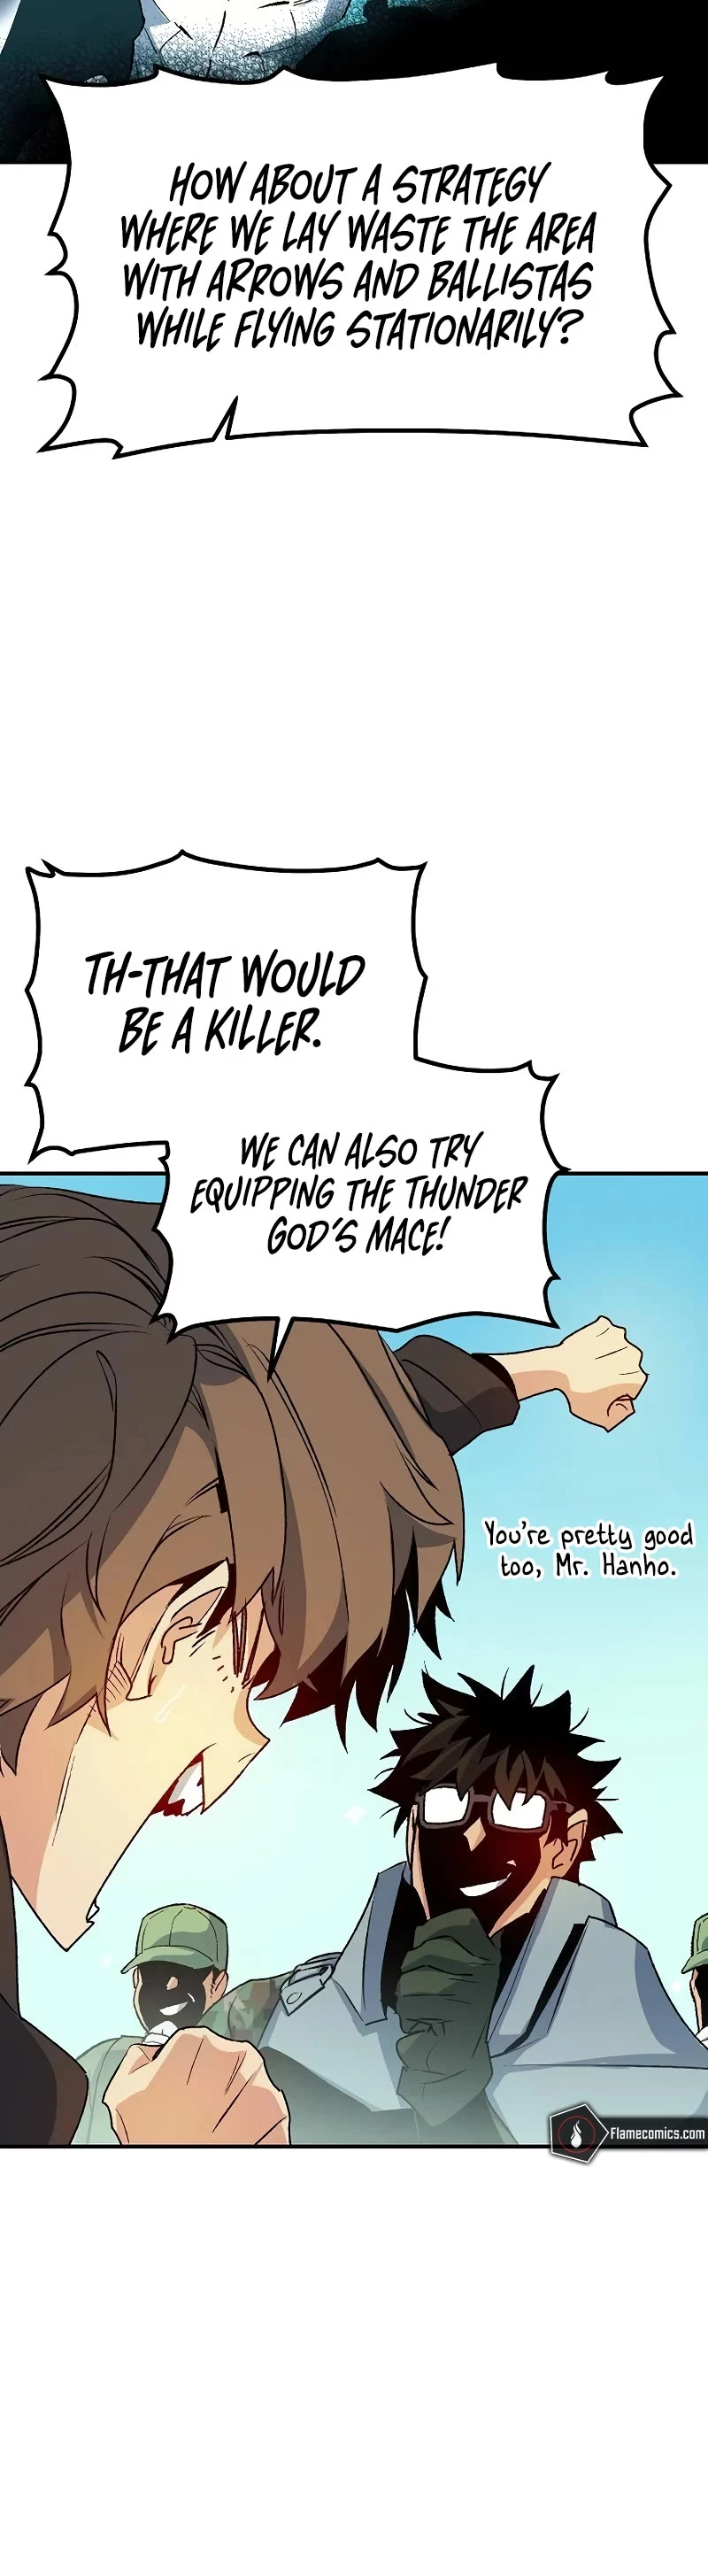 HOW ABOUT A STRATEGY
WHERE WE LAY WASTE THE AREA
WITH ARROWS AND BALLISTAS
WHILE FLYING STATIONARILY?
TH-THAT WOULD
BE A KILLER.
WE CAN ALSO TRY
EQUIPPING THE THUNDER
GOD'S MACE!
You're pretty good
too, Mr. Hanho.
Flamecomics.com